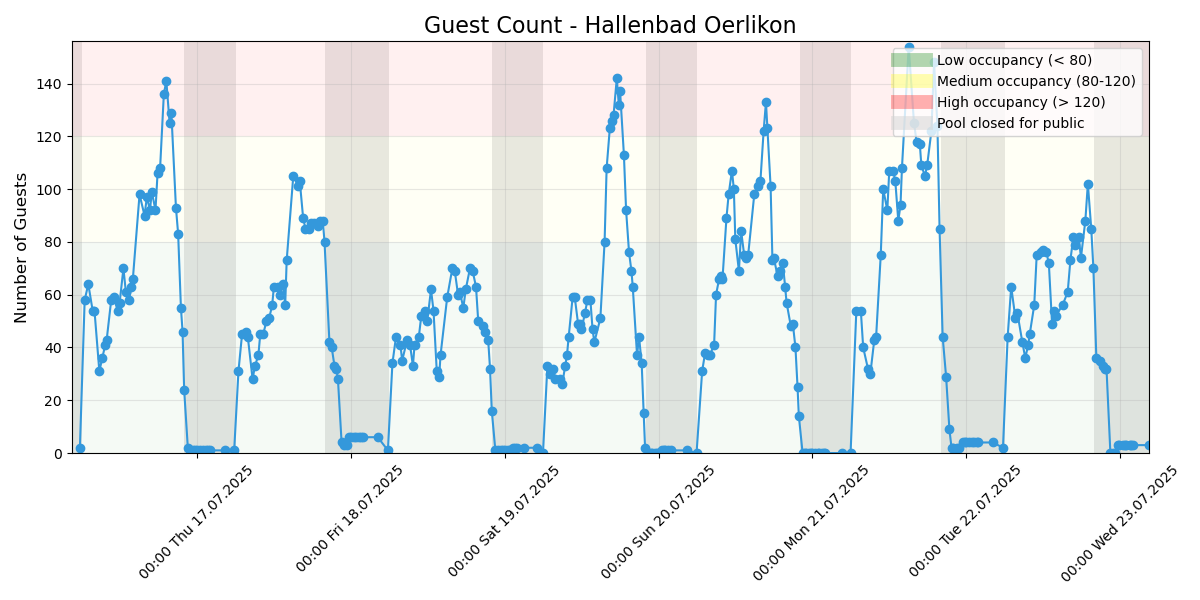 Guest Count - Hallenbad Oerlikon
Number of Guests
140
120
100
80
60
40
20
0
Low occupancy (< 80)
Medium occupancy (80-120)
High occupancy (> 120)
Pool closed for public
00:00 Thu 17.07.2025
00:00 Fri 18.07.2025
00:00 Sat 19.07.2025
00:00 Sun 20.07.2025
00:00 Mon 21.07.2025
00:00 Tue 22.07.2025
00:00 Wed 23.07.2025